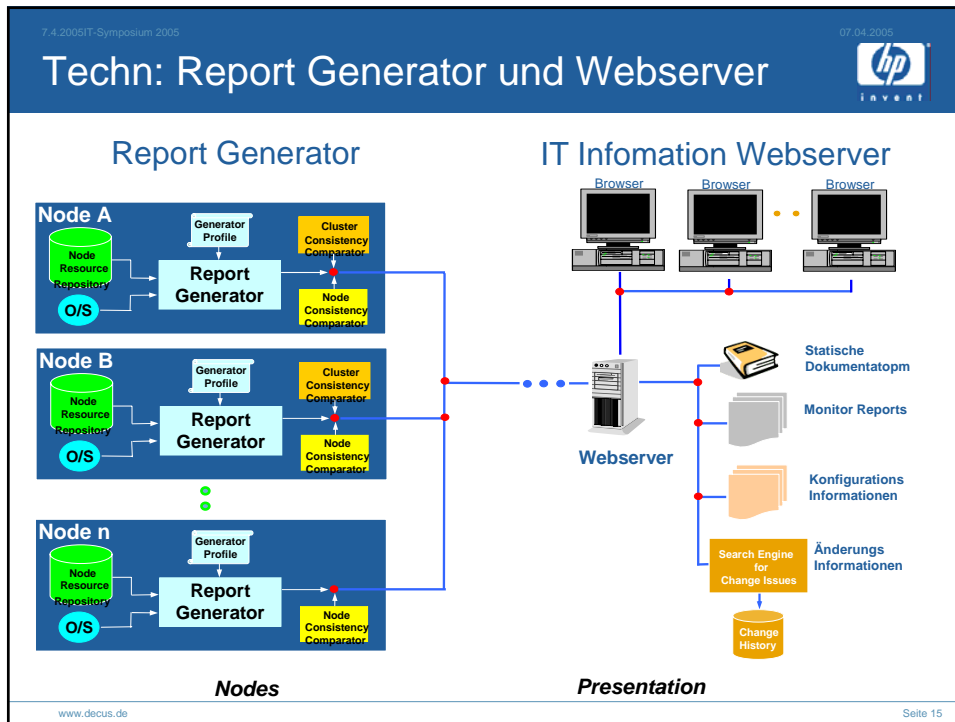 7.4.2005IT-Symposium 2005
07.04.2005
Techn: Report Generator und Webserver
hp
invent
Report Generator
IT Infomation Webserver
Browser
Browser
Browser
Node A
Node
Resource
Repository
O/S
Generator
Profile
Report
Generator
Cluster
Consistency
Comparator
Node
Consistency
Comparator
Node B
Node
Resource
Repository
O/S
Generator
Profile
Report
Generator
Cluster
Consistency
Comparator
Node
Consistency
Comparator
Node n
Node
Resource
Repository
O/S
Generator
Profile
Report
Generator
Node
Consistency
Comparator
Webserver
Statische
Dokumentatopm
Monitor Reports
Konfigurations
Informationen
Search Engine
for
Change Issues
Änderungs
Informationen
Change
History
Nodes
Presentation
www.decus.de
Seite 15